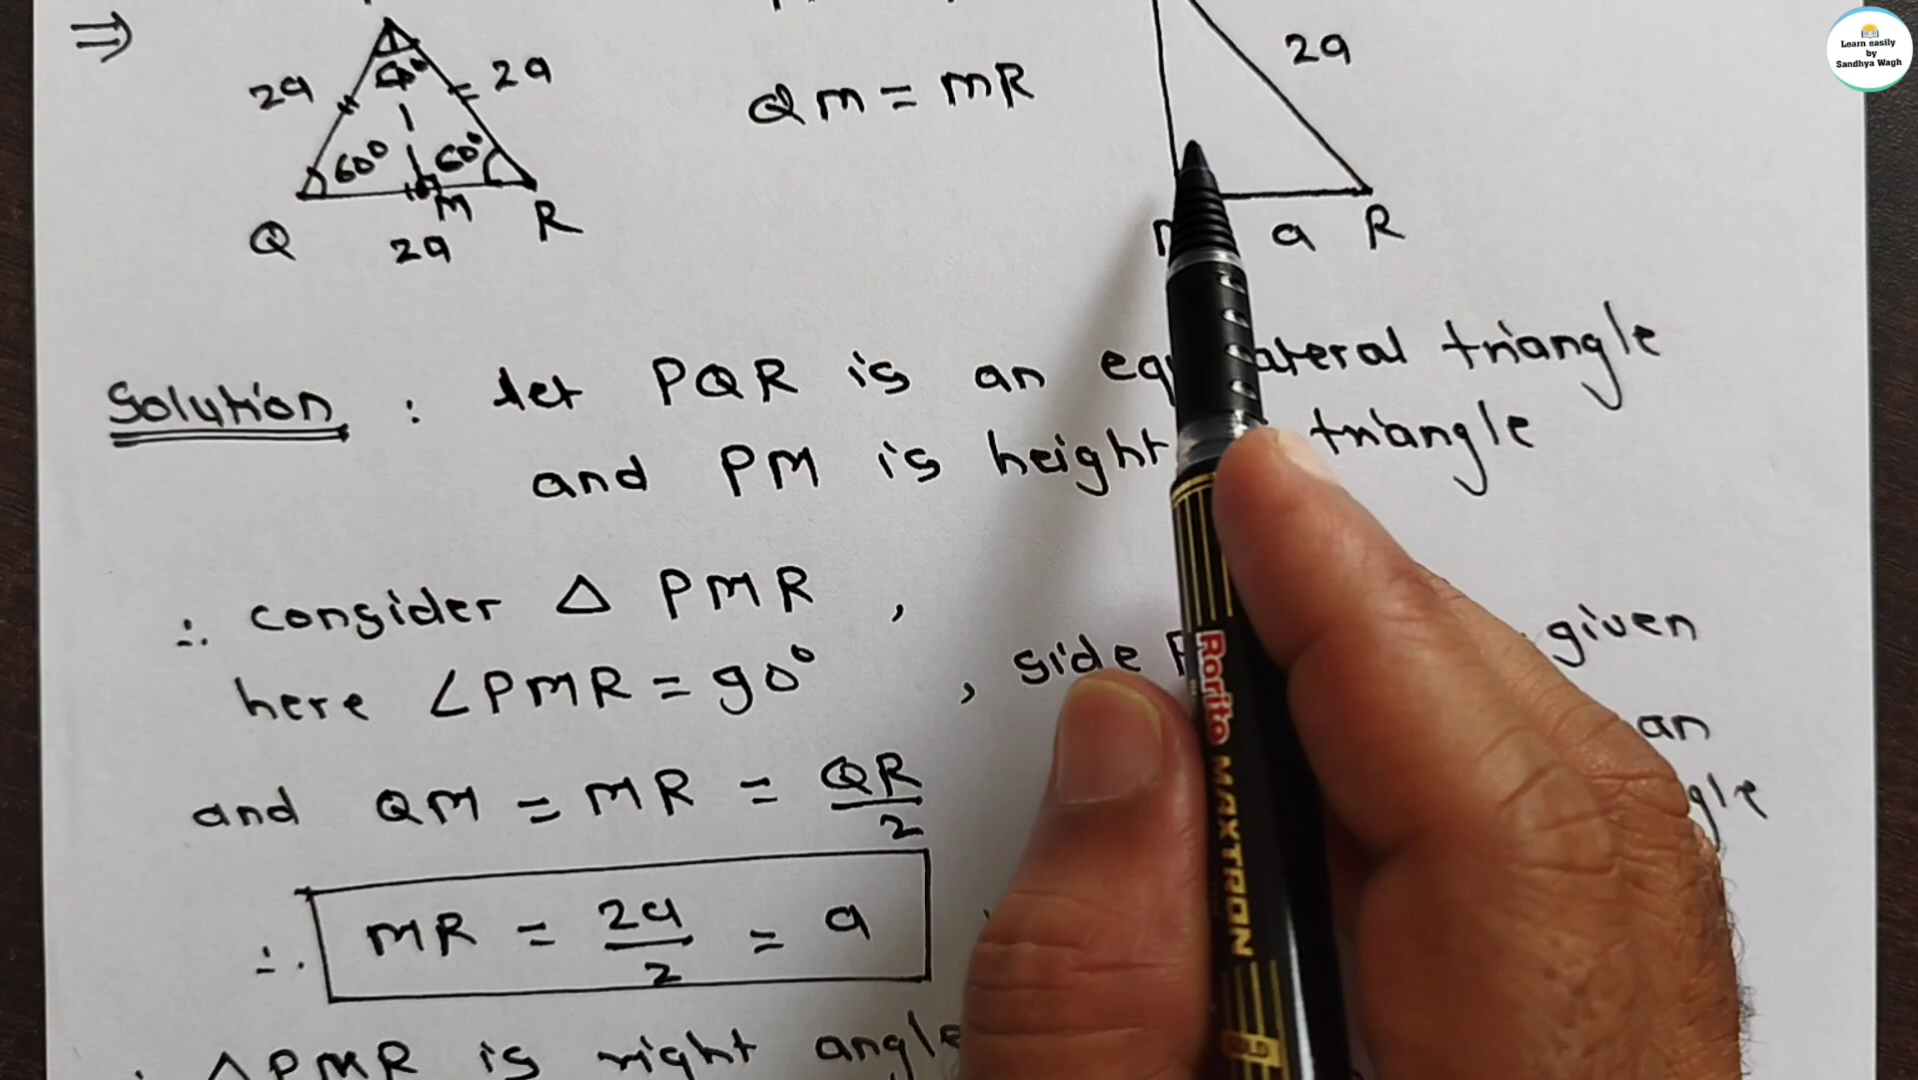 ⇒
2a 60° 2a
60° 60°
Q M R
2a
QM = MR
2a
a R
Solution : let PQR is an equilateral triangle
and PM is height triangle
∴ consider △ PMR ,
here ∠PMR = 90° , side given
an
and QM = MR = QR/2
∴ MR = 2a/2 = a
△PMR is right angle
Learn easily
by
Sandhya Wagh
Rorito MAXTRON